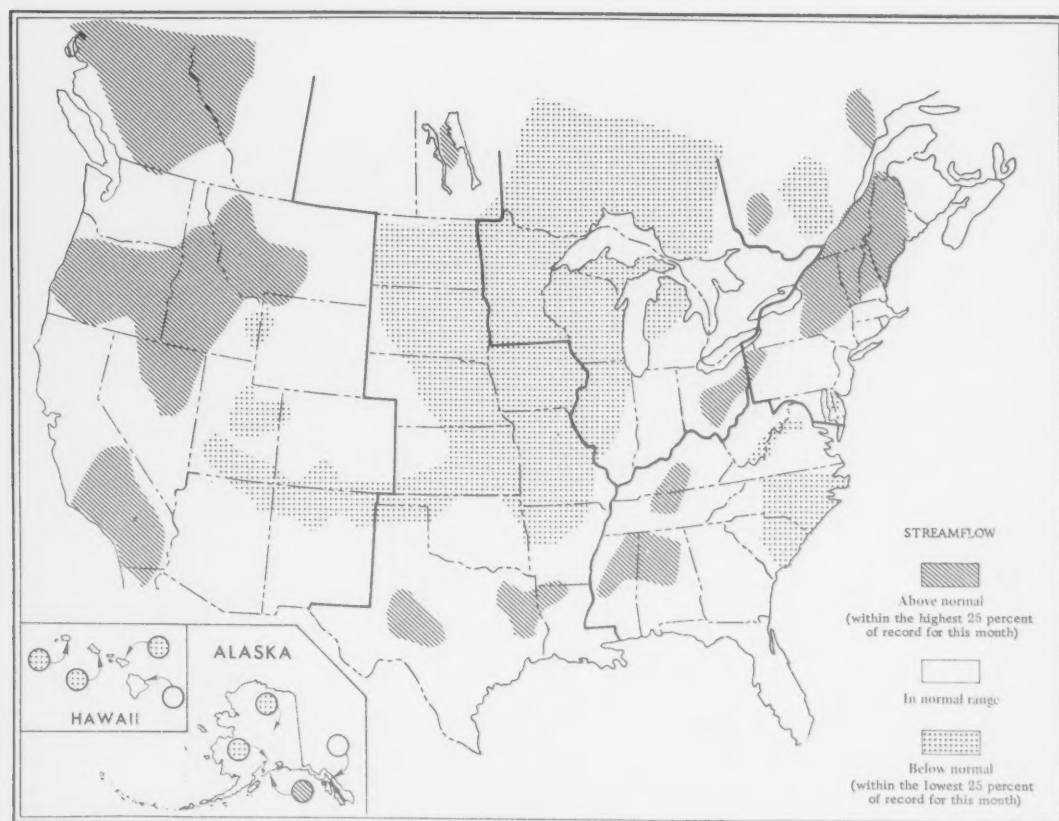 STREAMFLOW
Above normal
(within the highest 25 percent
of record for this month)
In normal range
Below normal
(within the lowest 25 percent
of record for this month)
HAWAII
ALASKA